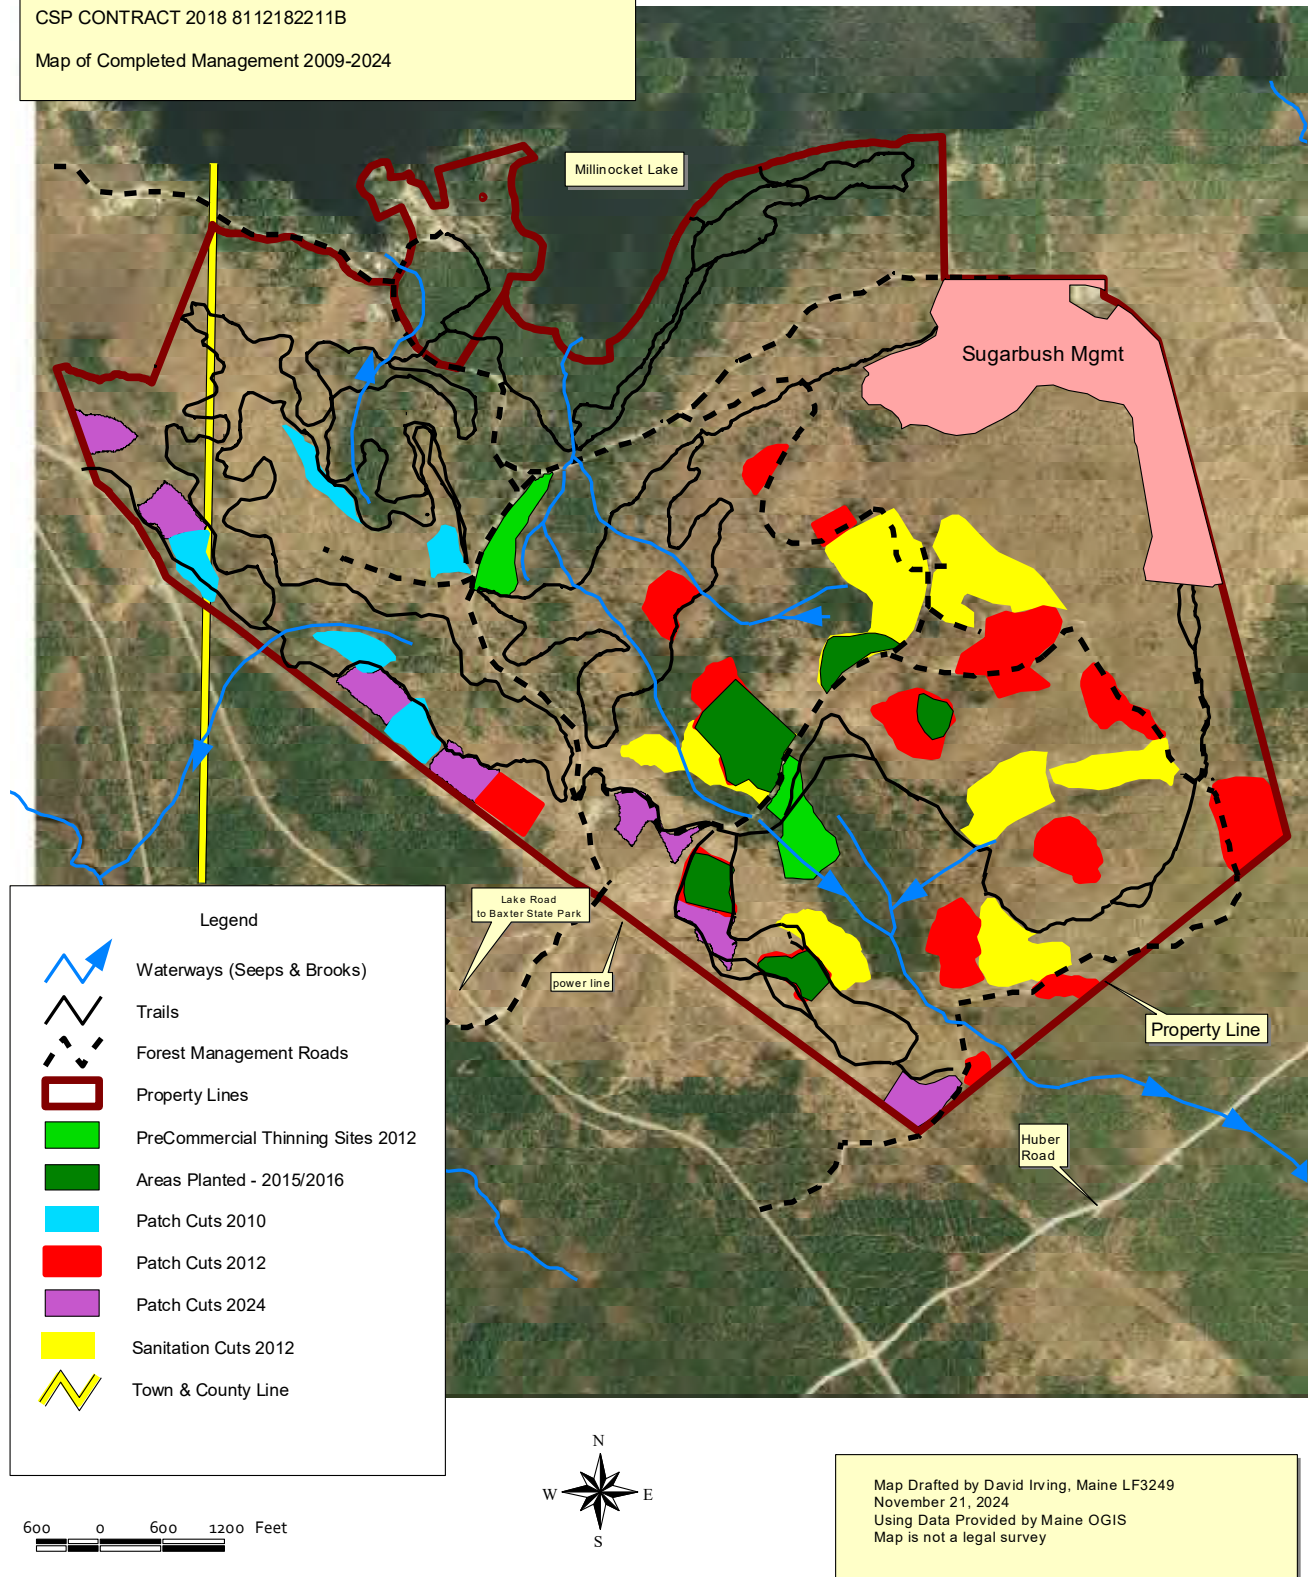 CSP CONTRACT 2018 8112182211B
Map of Completed Management 2009-2024
Millinocket Lake
Sugarbush Mgmt
Lake Road
to Baxter State Park
power line
Property Line
Huber
Road
Legend
Waterways (Seeps & Brooks)
Trails
Forest Management Roads
Property Lines
PreCommercial Thinning Sites 2012
Areas Planted - 2015/2016
Patch Cuts 2010
Patch Cuts 2012
Patch Cuts 2024
Sanitation Cuts 2012
Town & County Line
N
W E
S
600 0 600 1200 Feet
Map Drafted by David Irving, Maine LF3249
November 21, 2024
Using Data Provided by Maine OGIS
Map is not a legal survey